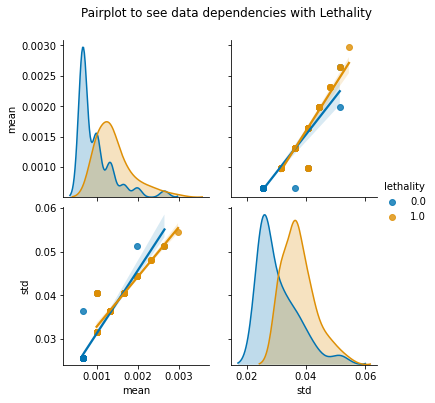 Pairplot to see data dependencies with Lethality
0.0030
0.0025
0.0020
0.0015
0.0010
mean
lethality
0.0
1.0
0.06
0.05
0.04
0.03
std
0.001 0.002 0.003
mean
0.02 0.04 0.06
std